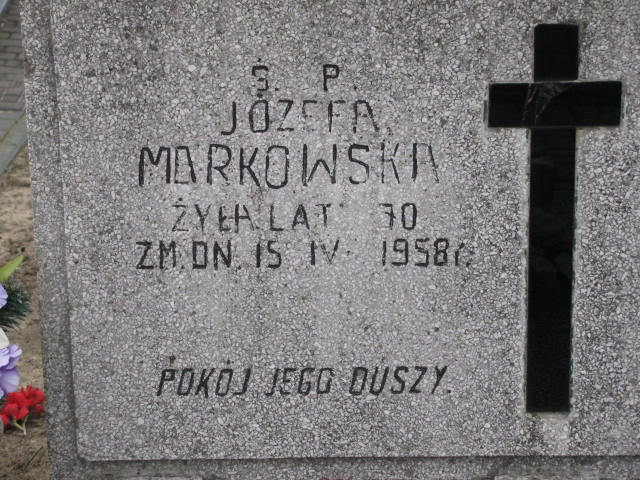 Ś. P.
JÓZEFA
MARKOWSKA
ŻYŁA LAT 70
ZM. DN. 15 IV 1958 r.
POKÓJ JEGO DUSZY.